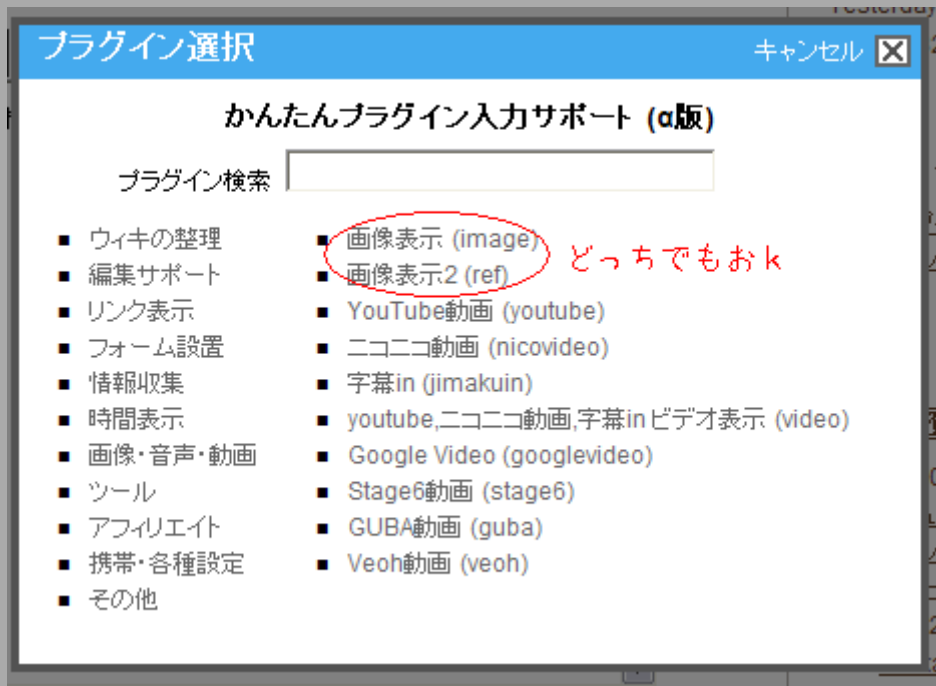 プラグイン選択
キャンセル
かんたんプラグイン入力サポート (α版)
プラグイン検索
ウィキの整理
編集サポート
リンク表示
フォーム設置
情報収集
時間表示
画像・音声・動画
ツール
アフィリエイト
携帯・各種設定
その他
画像表示 (image)
画像表示2 (ref)
どっちでもおk
YouTube動画 (youtube)
ニコニコ動画 (nicovideo)
字幕in (jimakuin)
youtube,ニコニコ動画,字幕inビデオ表示 (video)
Google Video (googlevideo)
Stage6動画 (stage6)
GUBA動画 (guba)
Veoh動画 (veoh)